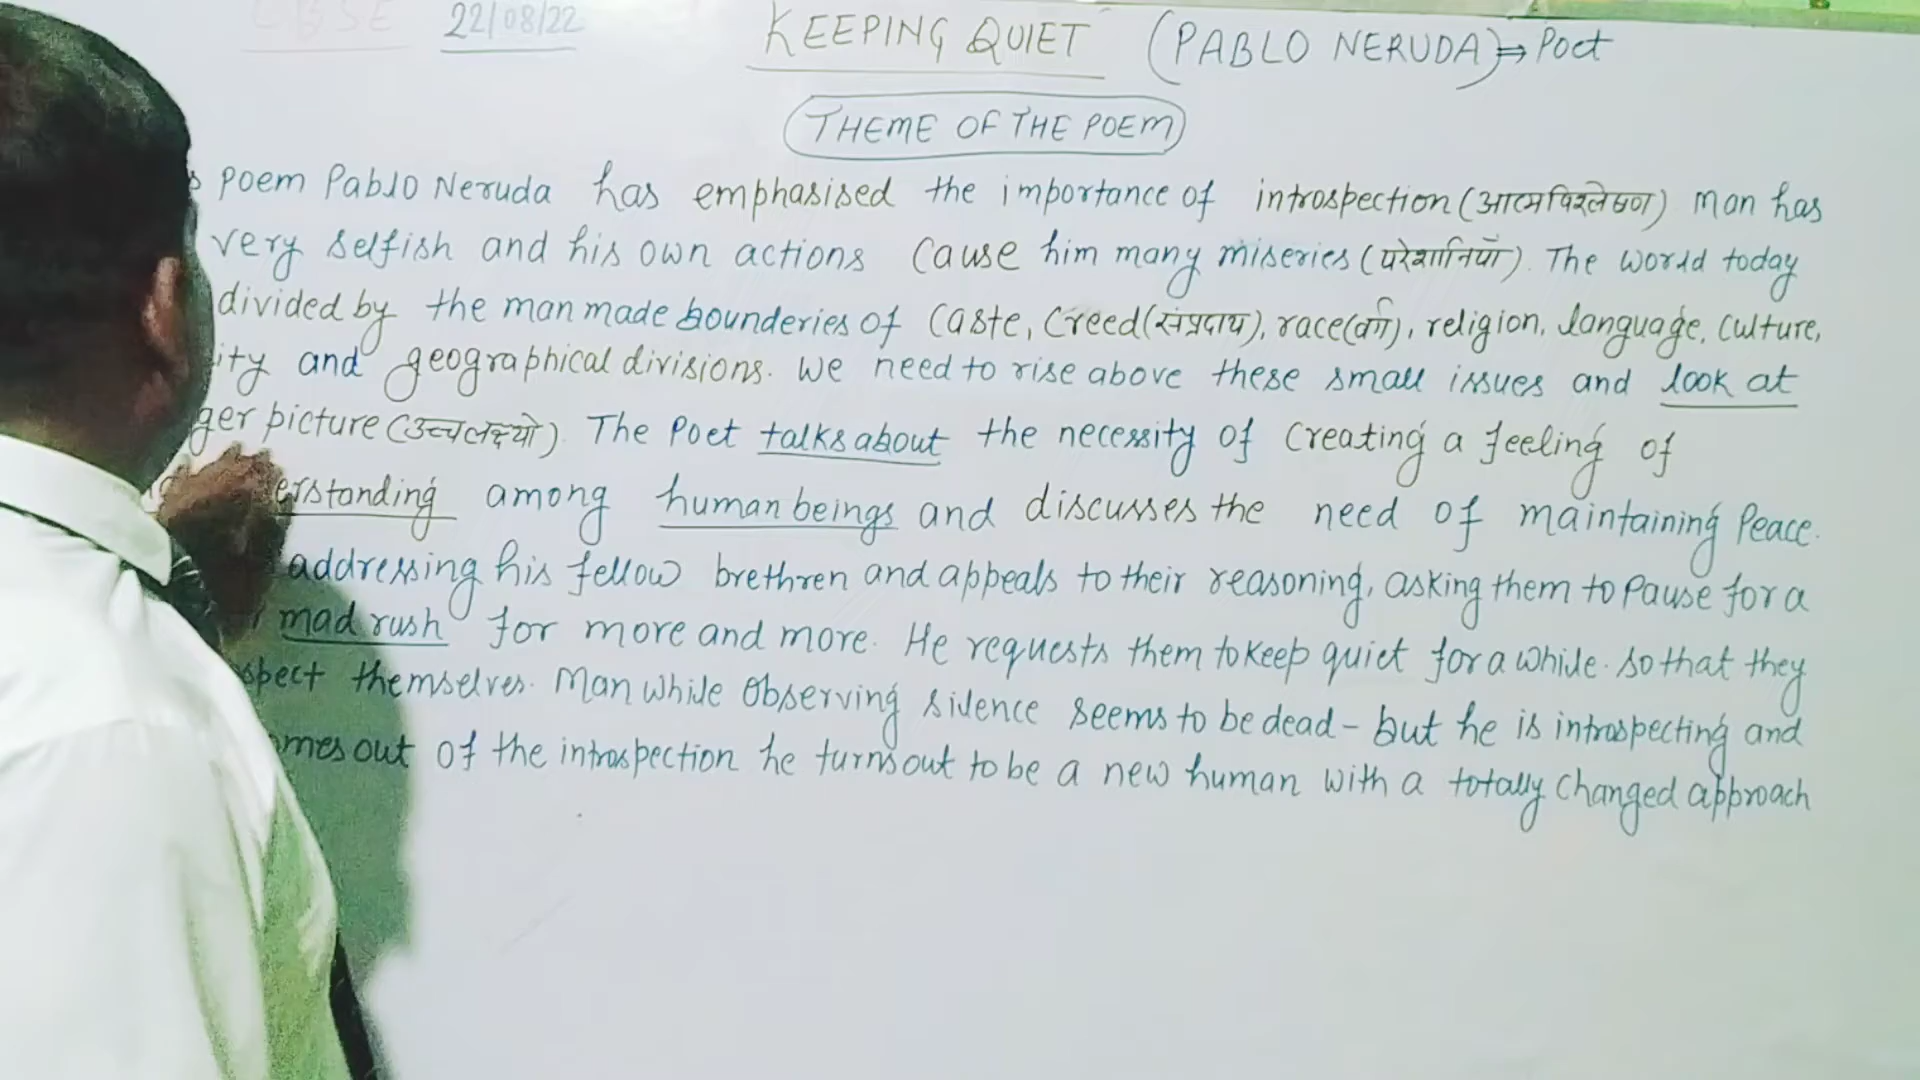 CBSE 22/08/22 KEEPING QUIET (PABLO NERUDA)⇒Poet
THEME OF THE POEM
poem Pablo Neruda has emphasised the importance of introspection (आत्मविश्लेषण) Man has
very selfish and his own actions cause him many miseries (परेशानियाँ). The world today
divided by the man made bounderies of caste, creed (संप्रदाय), race (वर्ग), religion, language, culture,
and geographical divisions. We need to rise above these small issues and look at
picture (उच्च लक्ष्यो). The Poet talks about the necessity of creating a feeling of
among human beings and discusses the need of maintaining Peace.
addressing his fellow brethren and appeals to their reasoning, asking them to Pause for a
mad rush for more and more. He requests them to keep quiet for a while. so that they
themselves. Man while observing silence seems to be dead - but he is introspecting and
out of the introspection he turns out to be a new human with a totally changed approach